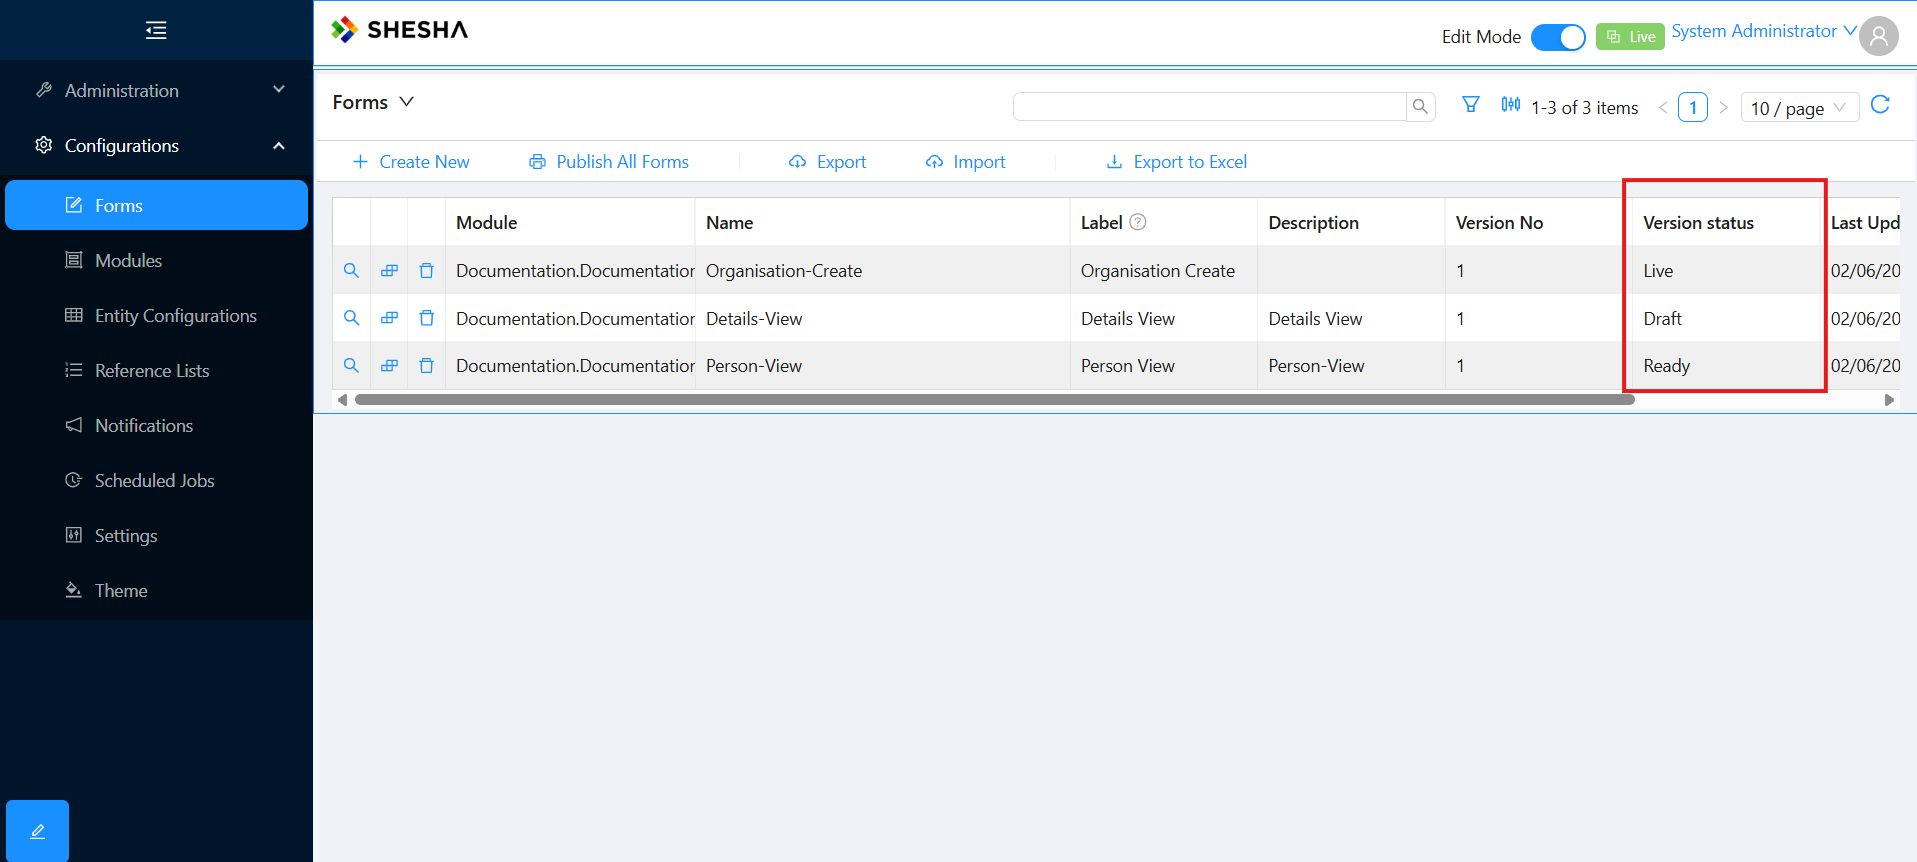 SHESHA
Edit Mode
Live
System Administrator
Administration
Configurations
Forms
Modules
Entity Configurations
Reference Lists
Notifications
Scheduled Jobs
Settings
Theme
Forms
1-3 of 3 items
1
10 / page
Create New
Publish All Forms
Export
Import
Export to Excel
Module Name Label Description Version No Version status Last Upd
Documentation.Documentation Organisation-Create Organisation Create 1 Live 02/06/20
Documentation.Documentation Details-View Details View Details View 1 Draft 02/06/20
Documentation.Documentation Person-View Person View Person-View 1 Ready 02/06/20